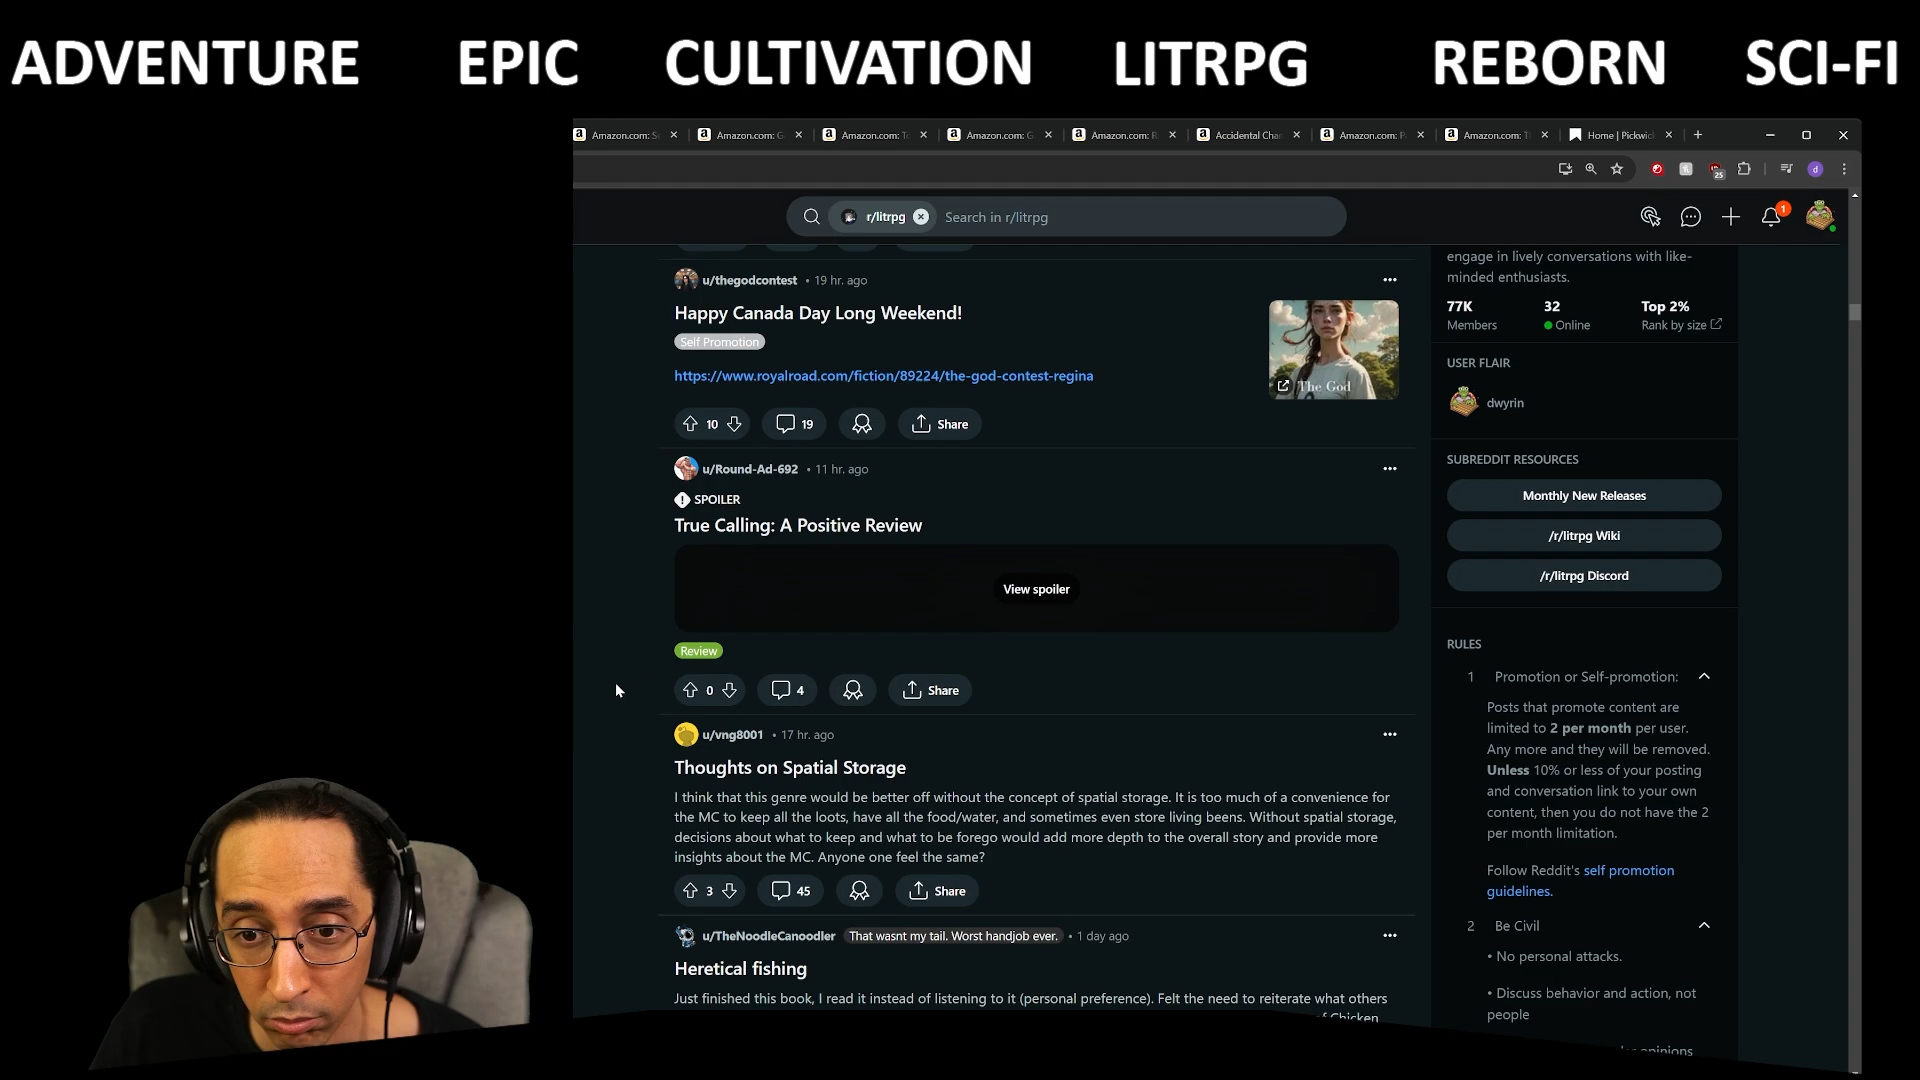 ADVENTURE EPIC CULTIVATION LITRPG REBORN SCI-FI
Amazon.com: S Amazon.com: G Amazon.com: T Amazon.com: G Amazon.com: R Accidental Cha Amazon.com: P Amazon.com: T Home | Pickwic
25
r/litrpg Search in r/litrpg
1
u/thegodcontest • 19 hr. ago
Happy Canada Day Long Weekend!
Self Promotion
https://www.royalroad.com/fiction/89224/the-god-contest-regina
The God
10 19 Share
u/Round-Ad-692 • 11 hr. ago
SPOILER
True Calling: A Positive Review
View spoiler
Review
0 4 Share
u/vng8001 • 17 hr. ago
Thoughts on Spatial Storage
I think that this genre would be better off without the concept of spatial storage. It is too much of a convenience for
the MC to keep all the loots, have all the food/water, and sometimes even store living beens. Without spatial storage,
decisions about what to keep and what to be forego would add more depth to the overall story and provide more
insights about the MC. Anyone one feel the same?
3 45 Share
u/TheNoodleCanoodler That wasnt my tail. Worst handjob ever. • 1 day ago
Heretical fishing
Just finished this book, I read it instead of listening to it (personal preference). Felt the need to reiterate what others
of Chicken
engage in lively conversations with like-
minded enthusiasts.
77K 32 Top 2%
Members Online Rank by size
USER FLAIR
dwyrin
SUBREDDIT RESOURCES
Monthly New Releases
/r/litrpg Wiki
/r/litrpg Discord
RULES
1 Promotion or Self-promotion:
Posts that promote content are
limited to 2 per month per user.
Any more and they will be removed.
Unless 10% or less of your posting
and conversation link to your own
content, then you do not have the 2
per month limitation.
Follow Reddit's self promotion
guidelines.
2 Be Civil
• No personal attacks.
• Discuss behavior and action, not
people
opinions